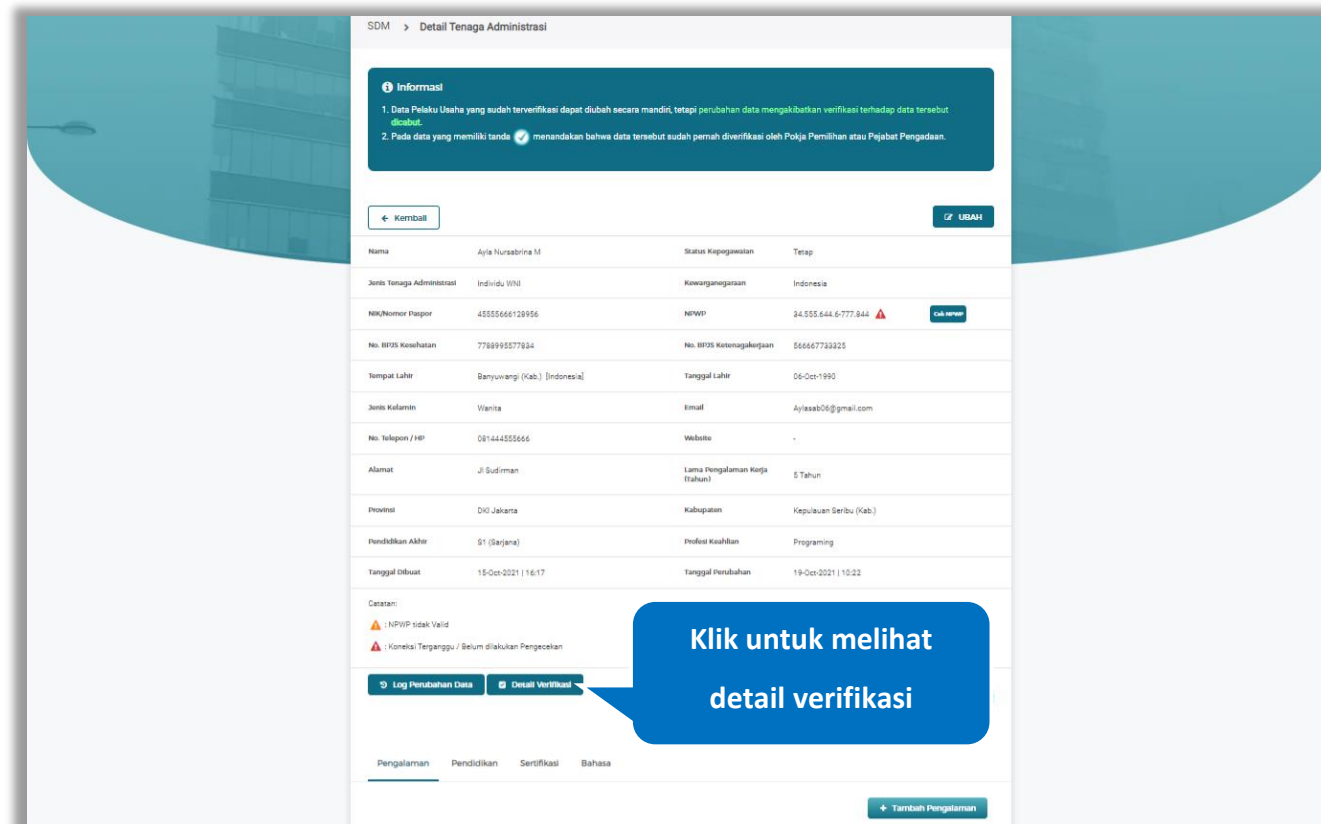 SDM > Detail Tenaga Administrasi
Informasi
1. Data Pelaku Usaha yang sudah terverifikasi dapat diubah secara mandiri, tetapi perubahan data mengakibatkan verifikasi terhadap data tersebut
dicabut.
2. Pada data yang memiliki tanda menandakan bahwa data tersebut sudah pernah diverifikasi oleh Pokja Pemilihan atau Pejabat Pengadaan.
← Kembali UBAH
Nama Ayla Nursabrina M Status Kepegawaian Tetap
Jenis Tenaga Administrasi Individu WNI Kewarganegaraan Indonesia
NIK/Nomor Paspor 45555666128956 NPWP 34.555.644.6-777.844 Cek NPWP
No. BPJS Kesehatan 7788995577834 No. BPJS Ketenagakerjaan 566667733325
Tempat Lahir Banyuwangi (Kab.) [Indonesia] Tanggal Lahir 06-Oct-1990
Jenis Kelamin Wanita Email Aylasab06@gmail.com
No. Telepon / HP 081444555666 Website -
Alamat Jl Sudirman Lama Pengalaman Kerja
(Tahun) 5 Tahun
Provinsi DKI Jakarta Kabupaten Kepulauan Seribu (Kab.)
Pendidikan Akhir S1 (Sarjana) Profesi Keahlian Programing
Tanggal Dibuat 15-Oct-2021 | 16:17 Tanggal Perubahan 19-Oct-2021 | 10:22
Catatan:
: NPWP tidak Valid
: Koneksi Terganggu / Belum dilakukan Pengecekan
Klik untuk melihat
detail verifikasi
Log Perubahan Data Detail Verifikasi
Pengalaman Pendidikan Sertifikasi Bahasa
+ Tambah Pengalaman